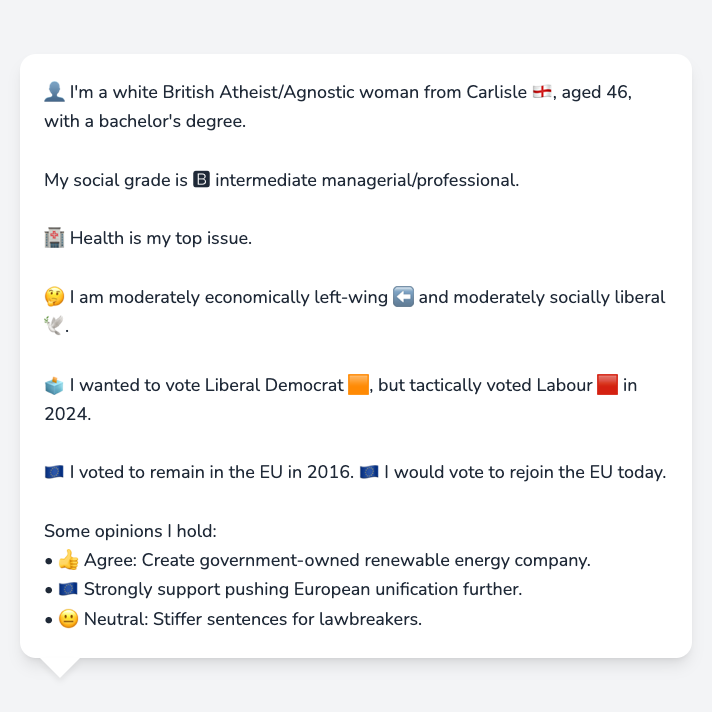 👤 I'm a white British Atheist/Agnostic woman from Carlisle 🏴󠁧󠁢󠁥󠁮󠁧󠁿, aged 46,
with a bachelor's degree.
My social grade is 🅱 intermediate managerial/professional.
🏥 Health is my top issue.
🤔 I am moderately economically left-wing ⬅️ and moderately socially liberal
🕊️.
🗳️ I wanted to vote Liberal Democrat 🟧, but tactically voted Labour 🟥 in
2024.
🇪🇺 I voted to remain in the EU in 2016. 🇪🇺 I would vote to rejoin the EU today.
Some opinions I hold:
• 👍 Agree: Create government-owned renewable energy company.
• 🇪🇺 Strongly support pushing European unification further.
• 😐 Neutral: Stiffer sentences for lawbreakers.